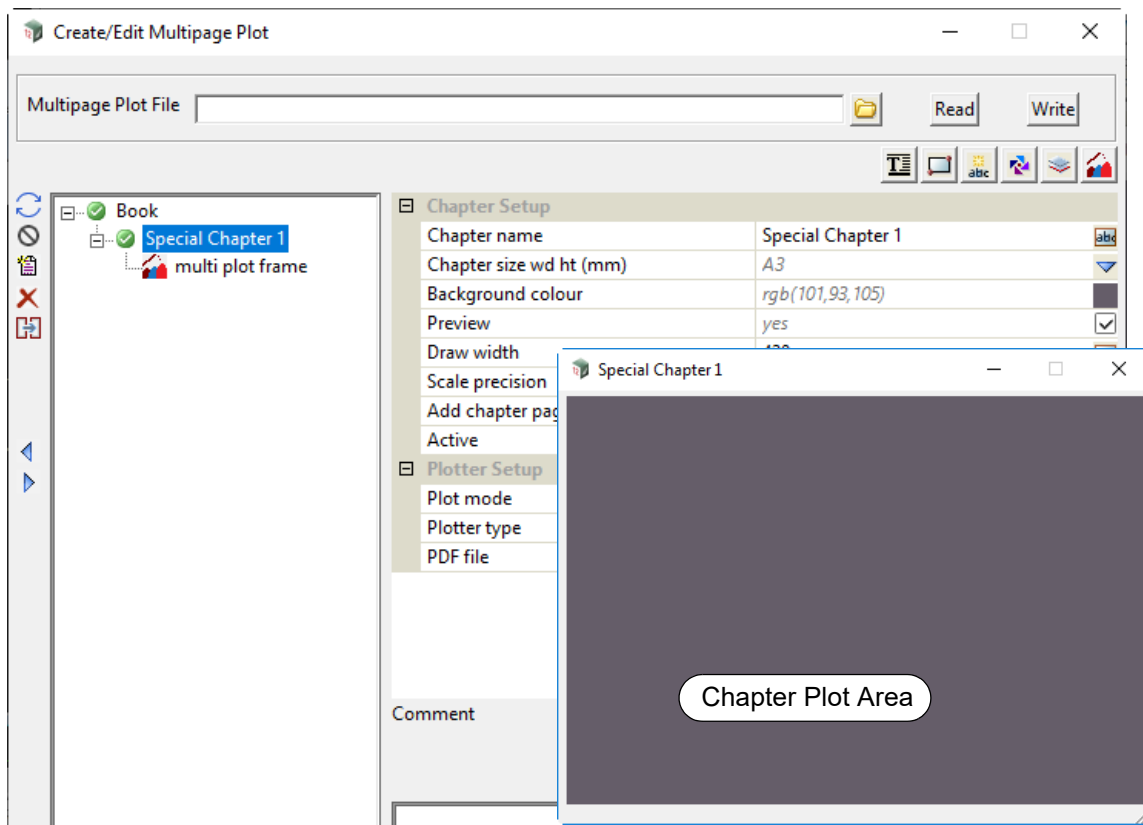 Create/Edit Multipage Plot
Multipage Plot File
Read
Write
Book
Special Chapter 1
multi plot frame
Chapter Setup
Chapter name Special Chapter 1
Chapter size wd ht (mm) A3
Background colour rgb(101,93,105)
Preview yes
Draw width
Scale precision
Add chapter pag
Active
Plotter Setup
Plot mode
Plotter type
PDF file
Comment
Special Chapter 1
Chapter Plot Area